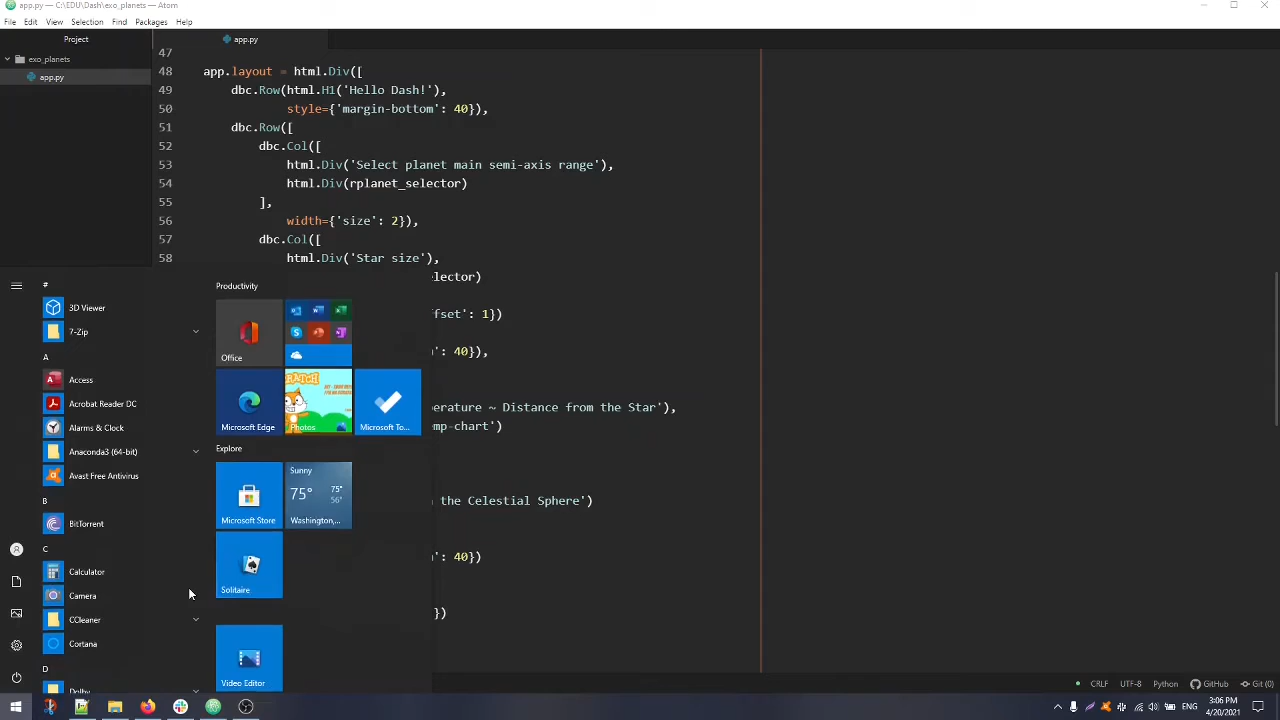 app.py — C:\EDU\Dash\exo_planets — Atom
File Edit View Selection Find Packages Help
Project
app.py
exo_planets
app.py
47
48 app.layout = html.Div([
49 dbc.Row(html.H1('Hello Dash!'),
50 style={'margin-bottom': 40}),
51 dbc.Row([
52 dbc.Col([
53 html.Div('Select planet main semi-axis range'),
54 html.Div(rplanet_selector)
55 ],
56 width={'size': 2}),
57 dbc.Col([
58 html.Div('Star size'),
elector)
ffset': 1})
': 40}),
perature ~ Distance from the Star'),
mp-chart')
the Celestial Sphere')
': 40})
})
#
3D Viewer
7-Zip
A
Access
Acrobat Reader DC
Alarms & Clock
Anaconda3 (64-bit)
Avast Free Antivirus
B
BitTorrent
C
Calculator
Camera
CCleaner
Cortana
D
Dolby
Productivity
Office
Microsoft Edge
RATCH
Photos
Microsoft To...
Explore
Microsoft Store
Sunny
75° 75°
56°
Washington,...
Solitaire
Video Editor
CRLF UTF-8 Python GitHub Git (0)
ENG
3:06 PM
4/20/2021